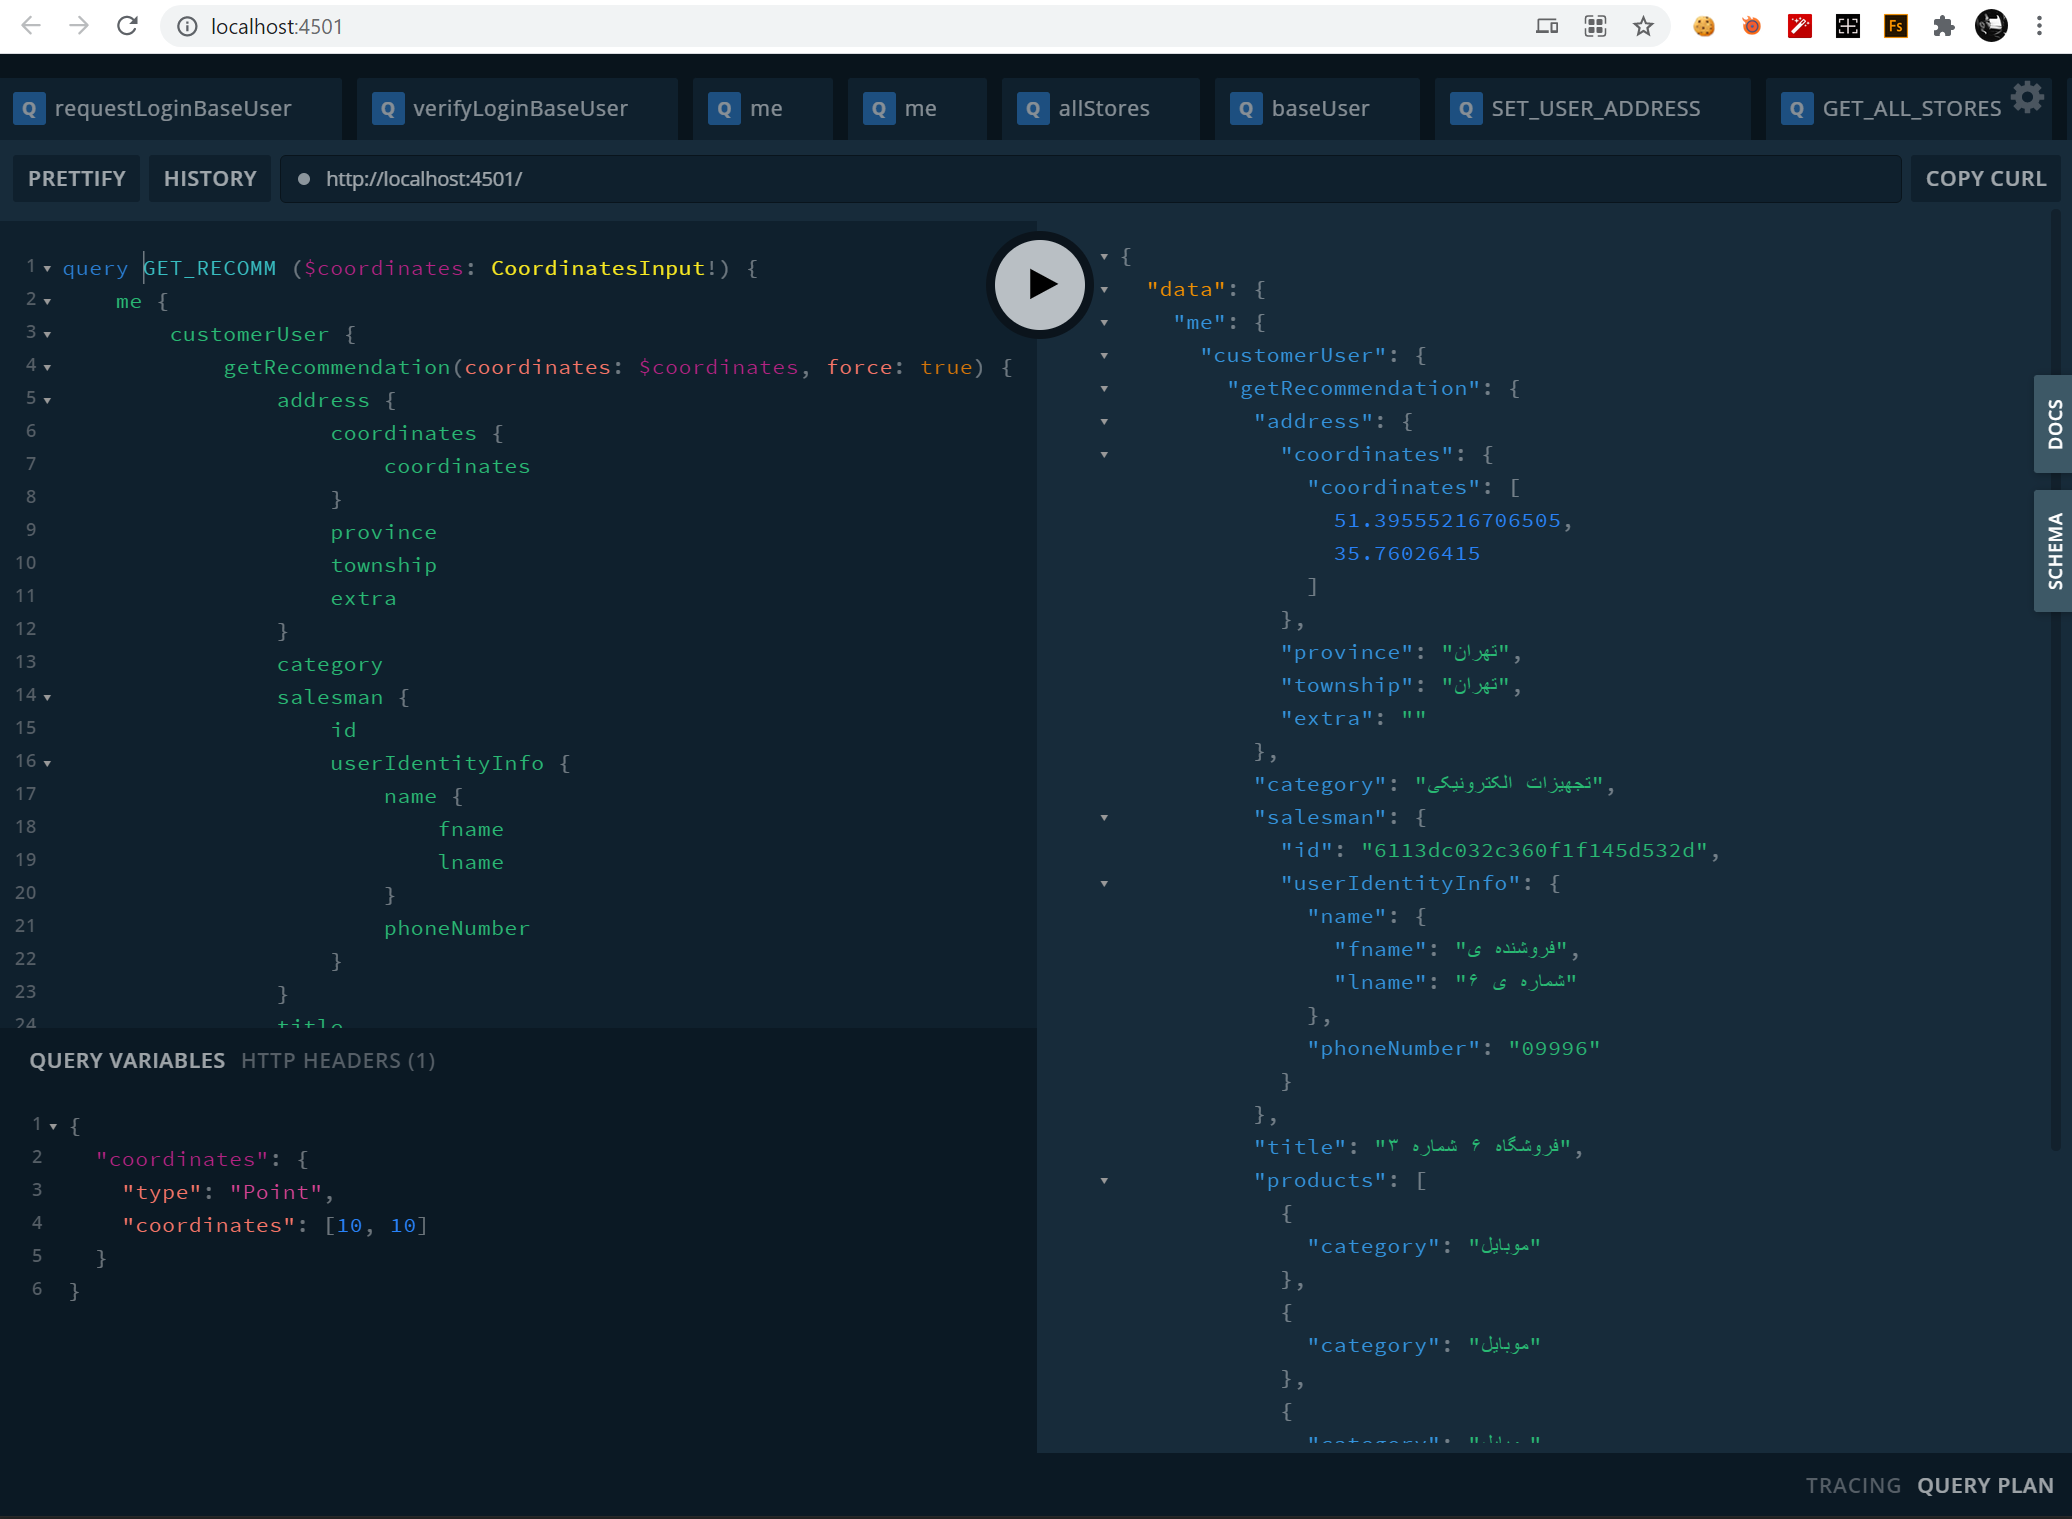 localhost:4501
Q requestLoginBaseUser
Q verifyLoginBaseUser
Q me
Q me
Q allStores
Q baseUser
Q SET_USER_ADDRESS
Q GET_ALL_STORES
PRETTIFY
HISTORY
http://localhost:4501/
COPY CURL
1 query GET_RECOMM ($coordinates: CoordinatesInput!) {
2 me {
3 customerUser {
4 getRecommendation(coordinates: $coordinates, force: true) {
5 address {
6 coordinates {
7 coordinates
8 }
9 province
10 township
11 extra
12 }
13 category
14 salesman {
15 id
16 userIdentityInfo {
17 name {
18 fname
19 lname
20 }
21 phoneNumber
22 }
23 }
24 title
QUERY VARIABLES HTTP HEADERS (1)
1 {
2 "coordinates": {
3 "type": "Point",
4 "coordinates": [10, 10]
5 }
6 }
{
"data": {
"me": {
"customerUser": {
"getRecommendation": {
"address": {
"coordinates": {
"coordinates": [
51.39555216706505,
35.76026415
]
},
"province": "تهران",
"township": "تهران",
"extra": ""
},
"category": "تجهیزات الکترونیکی",
"salesman": {
"id": "6113dc032c360f1f145d532d",
"userIdentityInfo": {
"name": {
"fname": "فروشنده ی",
"lname": "شماره ی ۶"
},
"phoneNumber": "09996"
}
},
"title": "فروشگاه ۶ شماره ۳",
"products": [
{
"category": "موبایل"
},
{
"category": "موبایل"
},
{
"category": "موبایل"
DOCS
SCHEMA
TRACING QUERY PLAN
Fs